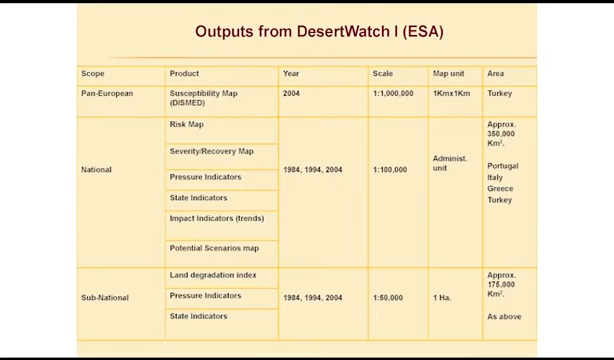 Outputs from DesertWatch I (ESA)
Scope Product Year Scale Map unit Area
Pan-European Susceptibility Map (DISMED) 2004 1:1,000,000 1Kmx1Km Turkey
National
Risk Map
Severity/Recovery Map
Pressure Indicators
State Indicators
Impact Indicators (trends)
Potential Scenarios map
1984, 1994, 2004
1:100,000
Administ.
unit
Approx.
350,000
Km².
Portugal
Italy
Greece
Turkey
Sub-National
Land degradation index
Pressure Indicators
State Indicators
1984, 1994, 2004
1:50,000
1 Ha.
Approx.
175,000
Km².
As above